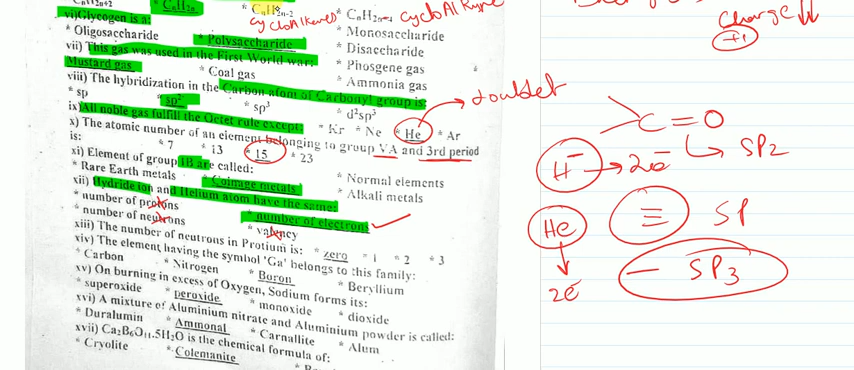 CnH2n+2 * CnH2n * CnH2n-2 * CnH2n-4
cycloAlkanes cycloAlkyne
vi)Glycogen is a:
* Oligosaccharide * Polysaccharide * Monosaccharide
* Disaccharide
vii) This gas was used in the First World war:
Mustard gas * Coal gas * Phosgene gas *
* Ammonia gas
viii) The hybridization in the Carbon atom of Carbonyl group is:
* sp * sp2 * sp3 * d2sp3
ix)All noble gas fulfill the Octet rule except: * Kr * Ne * He * Ar
x) The atomic number of an element belonging to group VA and 3rd period
is: * 7 * 13 * 15 * 23
xi) Element of group IB are called:
* Rare Earth metals * Coinage metals * Normal elements
* Alkali metals
xii) Hydride ion and Helium atom have the same:
* number of protons * number of electrons
* number of neutrons * valency
xiii) The number of neutrons in Protium is: * zero * 1 * 2 * 3
xiv) The element having the symbol 'Ga' belongs to this family:
* Carbon * Nitrogen * Boron * Beryllium
xv) On burning in excess of Oxygen, Sodium forms its:
* superoxide * peroxide * monoxide * dioxide
xvi) A mixture of Aluminium nitrate and Aluminium powder is called:
* Duralumin * Ammonal * Carnallite * Alum
xvii) Ca2B6O11.5H2O is the chemical formula of:
* Cryolite * Colemanite
charge ↓↓
+1
doublet
C = O
SP2
H⁻ → 2e⁻
He
2e⁻
≡ SP
— SP3